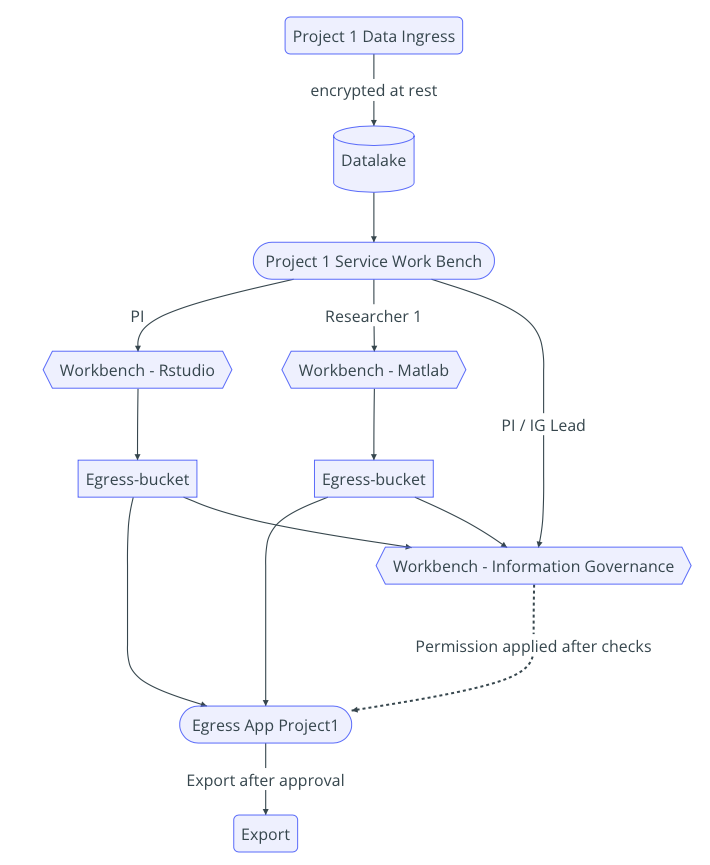 Project 1 Data Ingress
encrypted at rest
Datalake
Project 1 Service Work Bench
PI
Researcher 1
Workbench - Rstudio
Workbench - Matlab
PI / IG Lead
Egress-bucket
Egress-bucket
Workbench - Information Governance
Permission applied after checks
Egress App Project1
Export after approval
Export